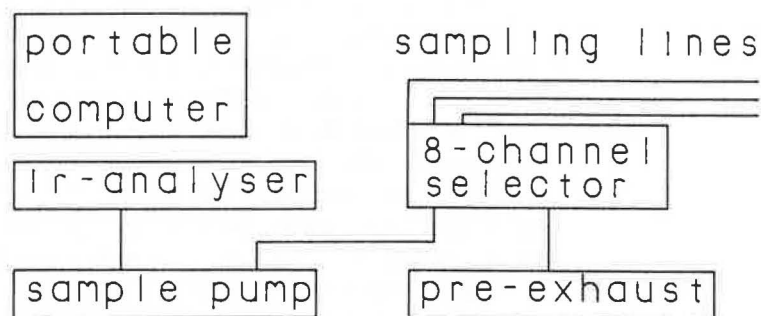 portable
computer
sampling lines
8-channel
selector
Ir-analyser
sample pump
pre-exhaust